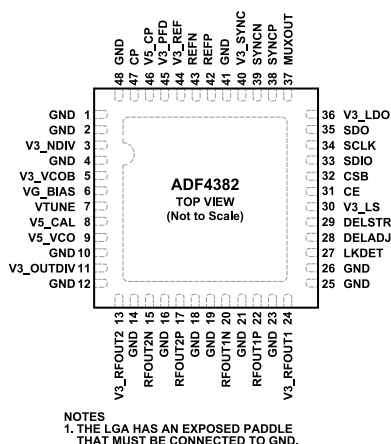 48 GND
47 CP
46 V5_CP
45 V3_PFD
44 V3_REF
43 REFN
42 REFP
41 GND
40 V3_SYNC
39 SYNCN
38 SYNCP
37 MUXOUT
GND 1
GND 2
V3_NDIV 3
GND 4
V3_VCOB 5
VG_BIAS 6
VTUNE 7
V5_CAL 8
V5_VCO 9
GND 10
V3_OUTDIV 11
GND 12
ADF4382
TOP VIEW
(Not to Scale)
36 V3_LDO
35 SDO
34 SCLK
33 SDIO
32 CSB
31 CE
30 V3_LS
29 DELSTR
28 DELADJ
27 LKDET
26 GND
25 GND
V3_RFOUT2 13
GND 14
RFOUT2N 15
GND 16
RFOUT2P 17
GND 18
GND 19
RFOUT1N 20
GND 21
RFOUT1P 22
GND 23
V3_RFOUT1 24
NOTES
1. THE LGA HAS AN EXPOSED PADDLE
THAT MUST BE CONNECTED TO GND.